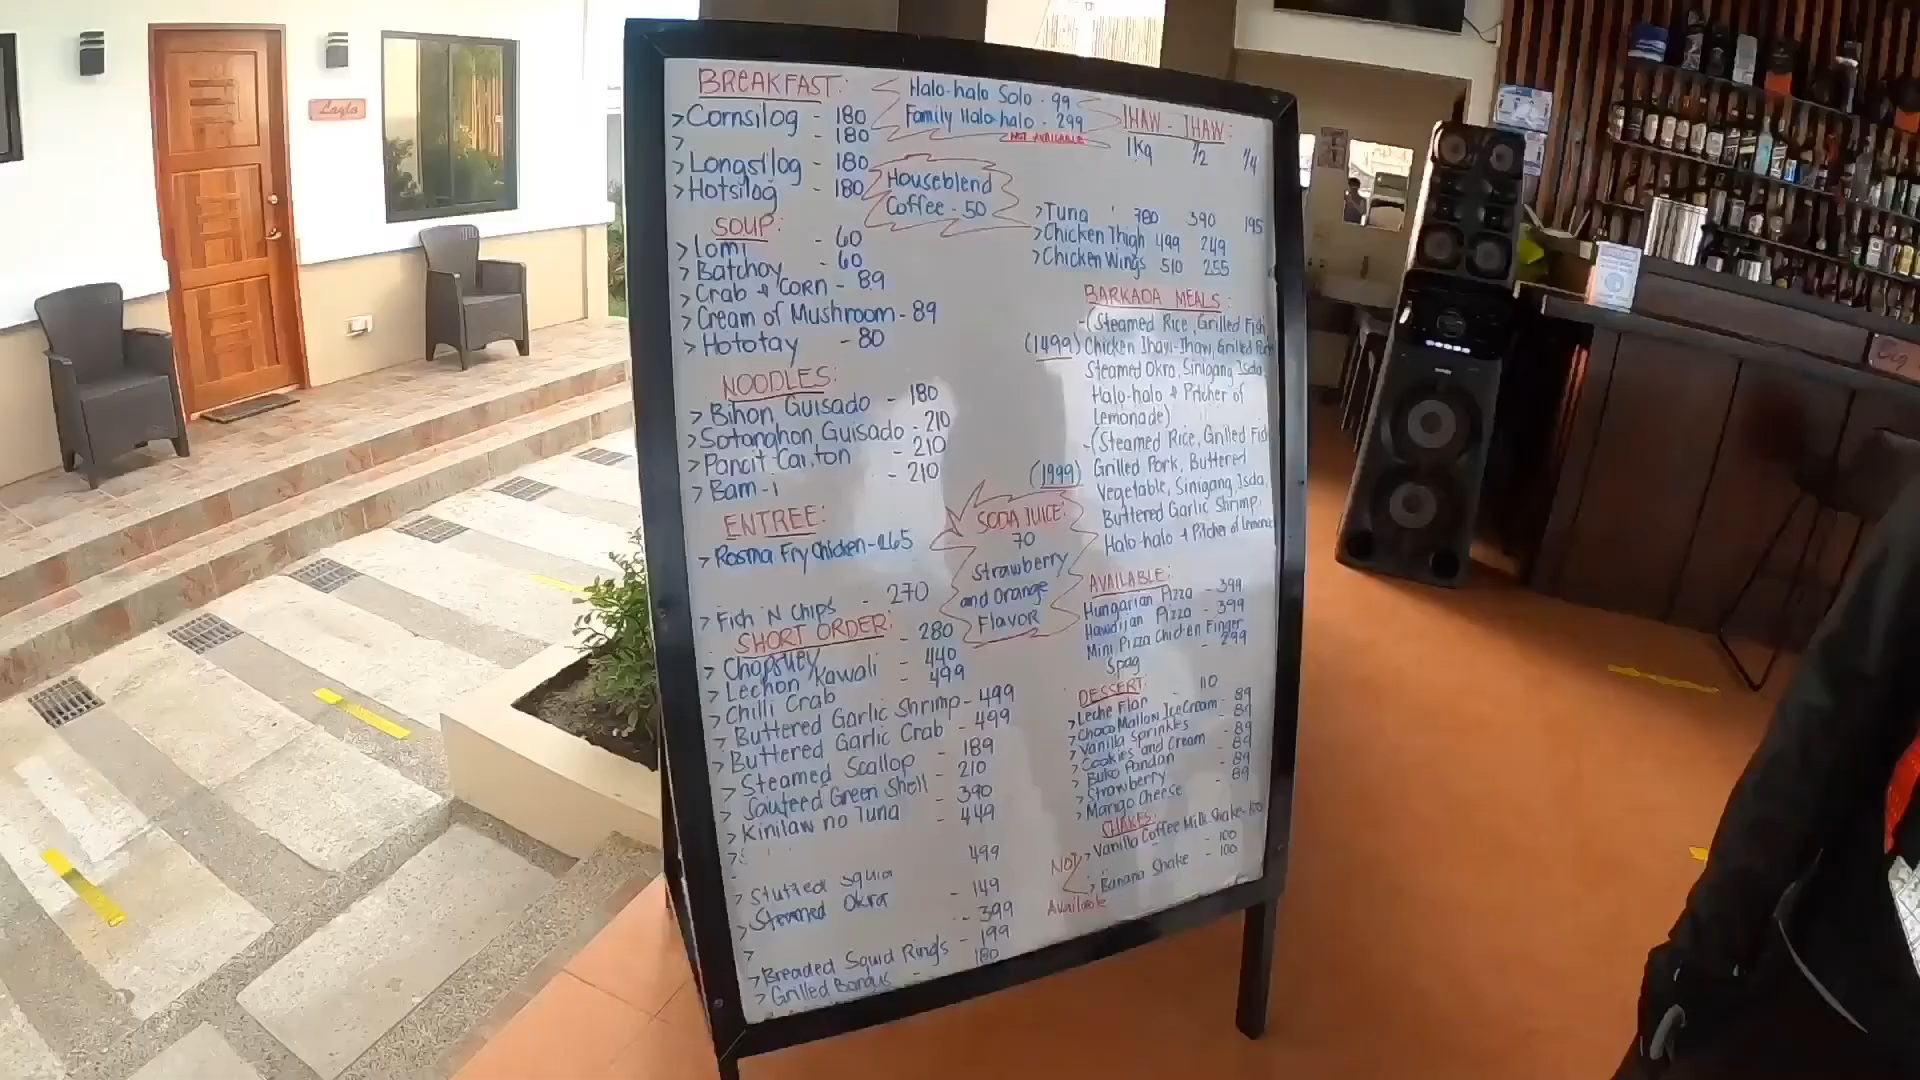 BREAKFAST:
> Cornsilog - 180
> - 180
> Longsilog - 180
> Hotsilog - 180
SOUP:
> Lomi - 60
> Batchoy - 60
> Crab & Corn - 89
> Cream of Mushroom - 89
> Hototay - 80
NOODLES:
> Bihon Guisado - 180
> Sotanghon Guisado - 210
> Pancit Canton - 210
> Bam-i - 210
ENTREE:
> Rosma Fry Chicken - 265
> Fish 'N Chips - 270
SHORT ORDER:
> Chopsuey - 280
> Lechon Kawali - 440
> Chilli Crab - 499
> Buttered Garlic Shrimp - 499
> Buttered Garlic Crab - 499
> Steamed Scallop - 189
Sauteed Green Shell - 210
> Kinilaw na Tuna - 390
- 449
499
> Stuffed Squid
> Steamed Okra - 149
> - 399
> Breaded Squid Rings - 199
> Grilled Bangus - 180
Halo-halo Solo - 99
Family Halo-halo - 299
NOT AVAILABLE
Houseblend
Coffee - 50
SODA JUICE:
70
Strawberry
and Orange
Flavor
IHAW - IHAW:
1kg 1/2 1/4
> Tuna 780 390 195
> Chicken Thigh 499 249
> Chicken Wings 510 255
BARKADA MEALS:
-(Steamed Rice, Grilled Fish
(1499) Chicken Ihaw-Ihaw, Grilled Pork
Steamed Okra, Sinigang Isda,
Halo-halo & Pitcher of
Lemonade)
-(Steamed Rice, Grilled Fish
(1999) Grilled Pork, Buttered
Vegetable, Sinigang Isda,
Buttered Garlic Shrimp,
Halo-halo + Pitcher of Lemonade
AVAILABLE:
Hungarian Pizza - 399
Hawaiian Pizza - 399
Mini Pizza Chicken Finger
Spag - 299
DESSERT:
> Leche Flan - 110
> Choco Mallow Ice Cream - 89
> Vanilla Sprinkles - 89
> Cookies and Cream - 89
> Buko Pandan - 89
> Strawberry - 89
> Mango Cheese - 89
SHAKES:
> Vanilla Coffee Milk Shake - 100
- 100
> Banana Shake - 100
NOT
Available
Layla